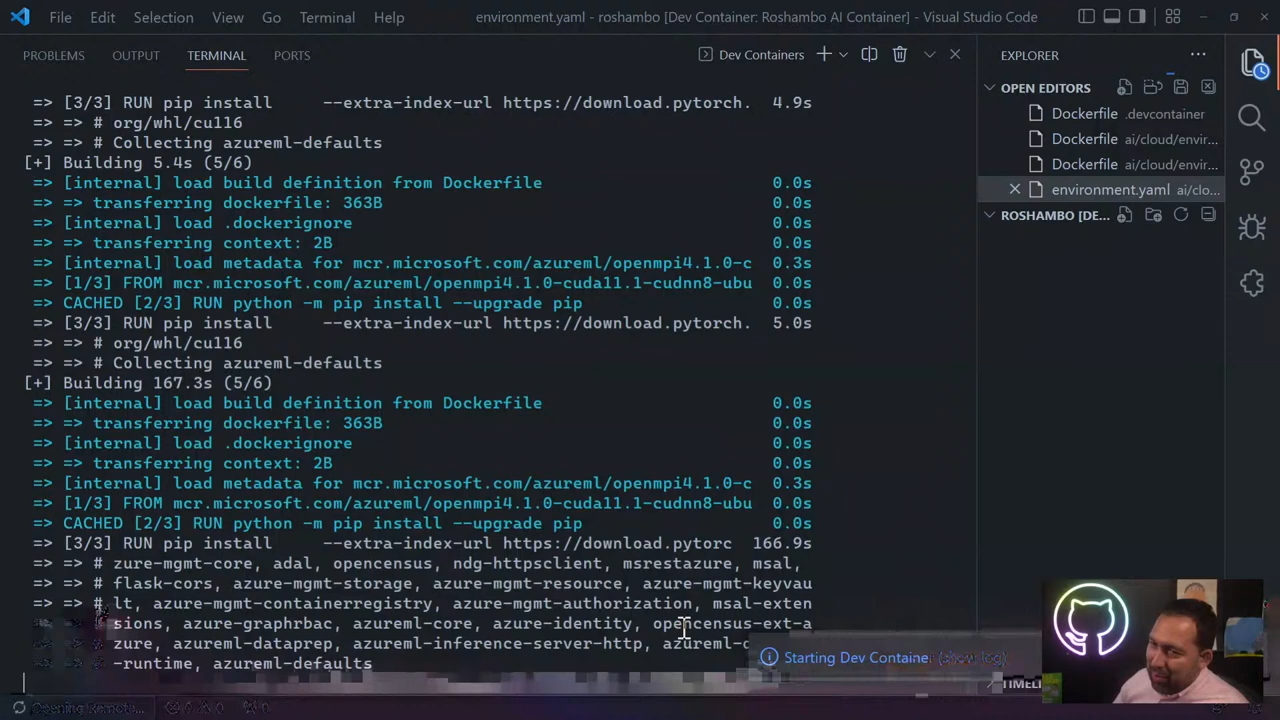 File Edit Selection View Go Terminal Help environment.yaml - roshambo [Dev Container: Roshambo AI Container] - Visual Studio Code
PROBLEMS OUTPUT TERMINAL PORTS Dev Containers
=> [3/3] RUN pip install --extra-index-url https://download.pytorch. 4.9s
=> => # org/whl/cu116
=> => # Collecting azureml-defaults
[+] Building 5.4s (5/6)
=> [internal] load build definition from Dockerfile 0.0s
=> => transferring dockerfile: 363B 0.0s
=> [internal] load .dockerignore 0.0s
=> => transferring context: 2B 0.0s
=> [internal] load metadata for mcr.microsoft.com/azureml/openmpi4.1.0-c 0.3s
=> [1/3] FROM mcr.microsoft.com/azureml/openmpi4.1.0-cuda11.1-cudnn8-ubu 0.0s
=> CACHED [2/3] RUN python -m pip install --upgrade pip 0.0s
=> [3/3] RUN pip install --extra-index-url https://download.pytorch. 5.0s
=> => # org/whl/cu116
=> => # Collecting azureml-defaults
[+] Building 167.3s (5/6)
=> [internal] load build definition from Dockerfile 0.0s
=> => transferring dockerfile: 363B 0.0s
=> [internal] load .dockerignore 0.0s
=> => transferring context: 2B 0.0s
=> [internal] load metadata for mcr.microsoft.com/azureml/openmpi4.1.0-c 0.3s
=> [1/3] FROM mcr.microsoft.com/azureml/openmpi4.1.0-cuda11.1-cudnn8-ubu 0.0s
=> CACHED [2/3] RUN python -m pip install --upgrade pip 0.0s
=> [3/3] RUN pip install --extra-index-url https://download.pytorc 166.9s
=> => # zure-mgmt-core, adal, opencensus, ndg-httpsclient, msrestazure, msal,
=> => # flask-cors, azure-mgmt-storage, azure-mgmt-resource, azure-mgmt-keyvau
=> => # lt, azure-mgmt-containerregistry, azure-mgmt-authorization, msal-exten
=> => sions, azure-graphrbac, azureml-core, azure-identity, opencensus-ext-a
=> => zure, azureml-dataprep, azureml-inference-server-http,
=> => -runtime, azureml-defaults
EXPLORER
OPEN EDITORS
Dockerfile .devcontainer
Dockerfile ai/cloud/envir...
Dockerfile ai/cloud/envir...
environment.yaml ai/clo...
ROSHAMBO [DE...
Starting Dev Container (show log)
Opening Remote...